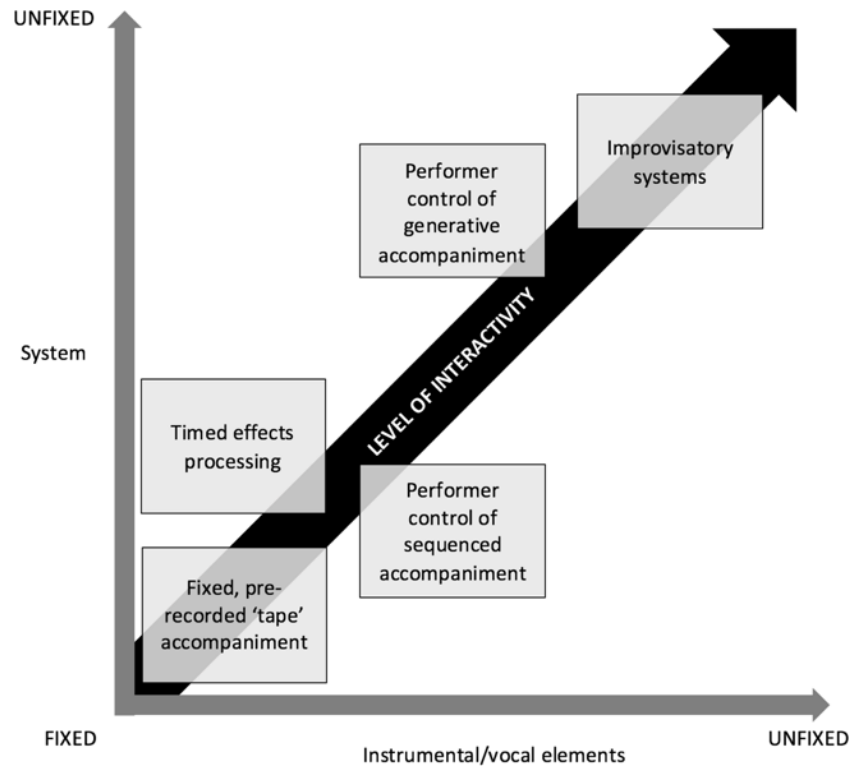 UNFIXED
Improvisatory
systems
Performer
control of
generative
accompaniment
LEVEL OF INTERACTIVITY
System
Timed effects
processing
Performer
control of
sequenced
accompaniment
Fixed, pre-
recorded ‘tape’
accompaniment
FIXED
Instrumental/vocal elements
UNFIXED